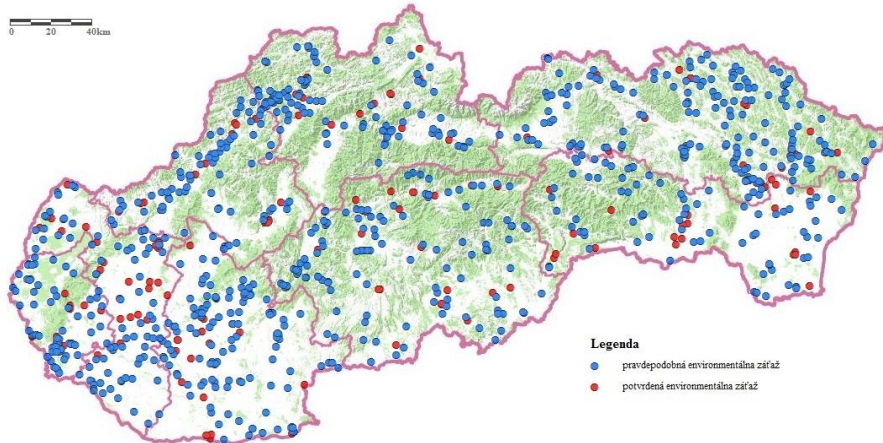 0 20 40km
Legenda
pravdepodobná environmentálna záťaž
potvrdená environmentálna záťaž